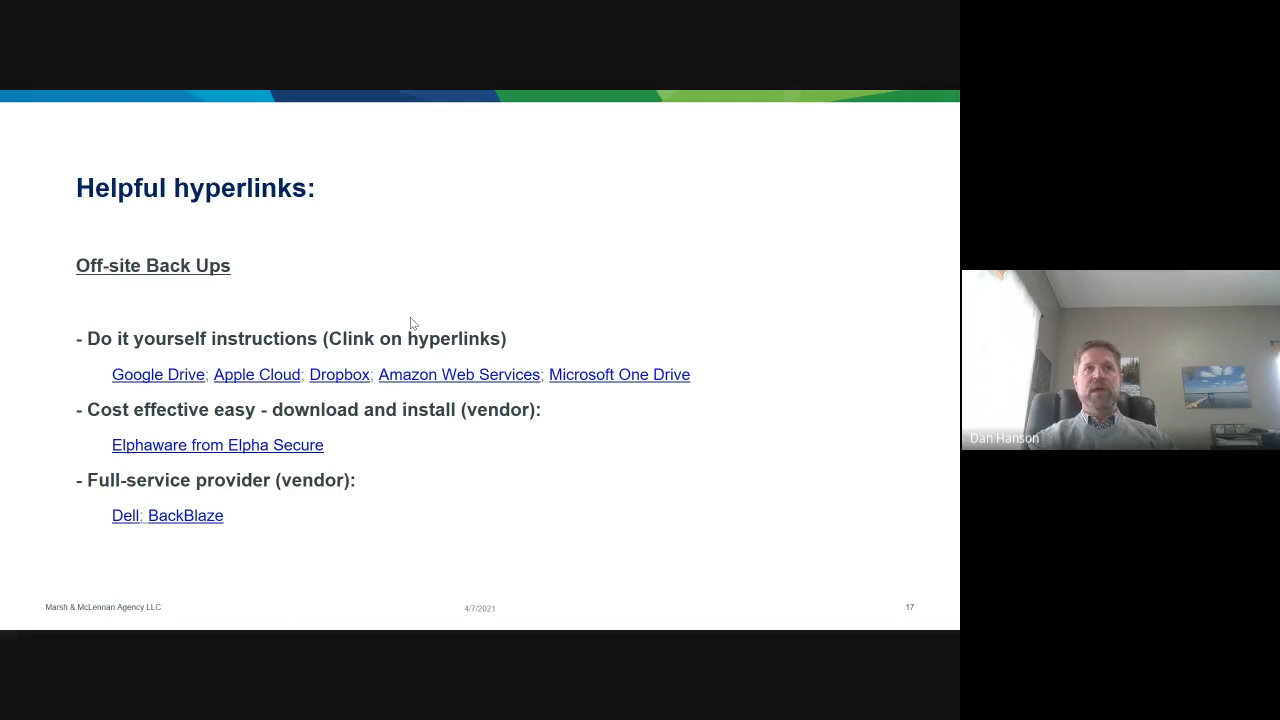 Helpful hyperlinks:
Off-site Back Ups
- Do it yourself instructions (Clink on hyperlinks)
Google Drive; Apple Cloud; Dropbox; Amazon Web Services; Microsoft One Drive
- Cost effective easy - download and install (vendor):
Elphaware from Elpha Secure
- Full-service provider (vendor):
Dell; BackBlaze
Marsh & McLennan Agency LLC
4/7/2021
17
Dan Hanson